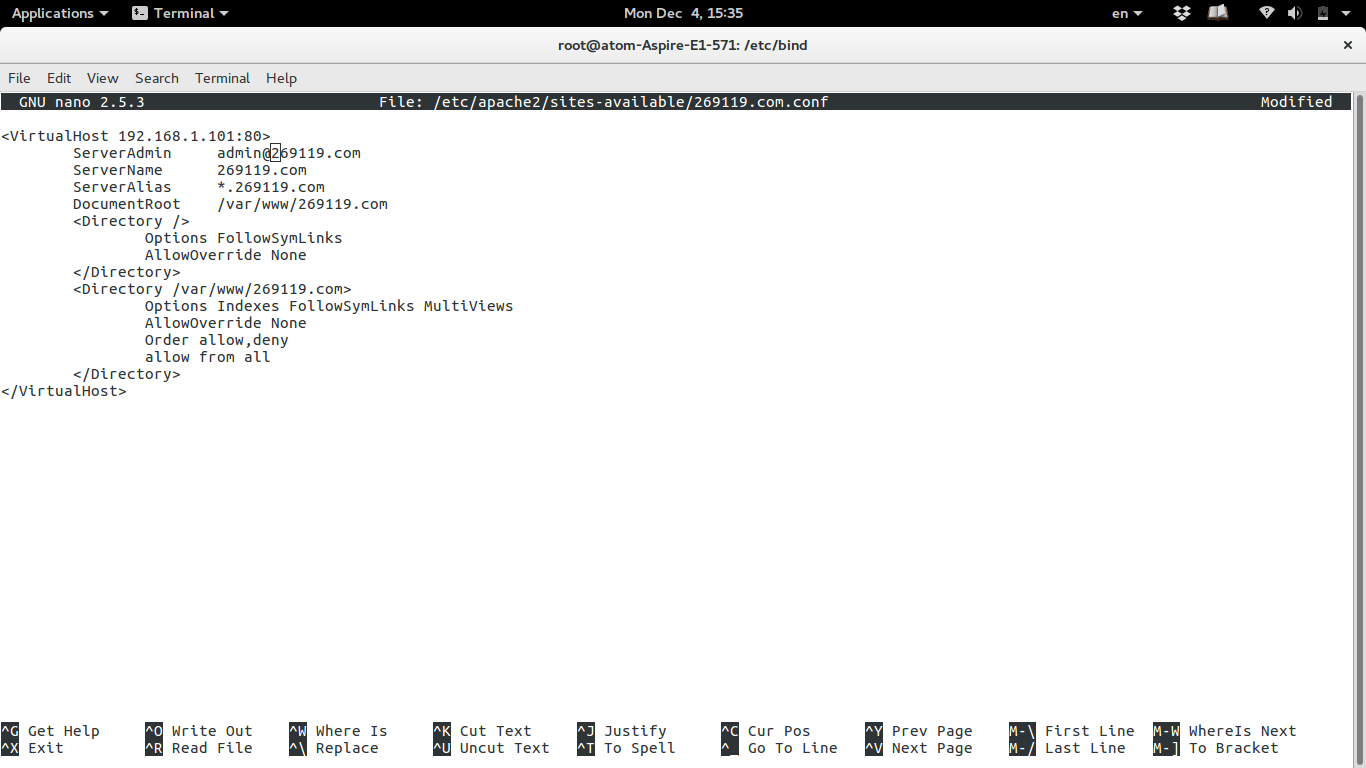 Applications Terminal Mon Dec 4, 15:35 en
root@atom-Aspire-E1-571: /etc/bind ×
File Edit View Search Terminal Help
GNU nano 2.5.3 File: /etc/apache2/sites-available/269119.com.conf Modified
<VirtualHost 192.168.1.101:80>
ServerAdmin admin@269119.com
ServerName 269119.com
ServerAlias *.269119.com
DocumentRoot /var/www/269119.com
<Directory />
Options FollowSymLinks
AllowOverride None
</Directory>
<Directory /var/www/269119.com>
Options Indexes FollowSymLinks MultiViews
AllowOverride None
Order allow,deny
allow from all
</Directory>
</VirtualHost>
^G Get Help ^O Write Out ^W Where Is ^K Cut Text ^J Justify ^C Cur Pos ^Y Prev Page M-\ First Line M-W WhereIs Next
^X Exit ^R Read File ^\ Replace ^U Uncut Text ^T To Spell ^_ Go To Line ^V Next Page M-/ Last Line M-] To Bracket